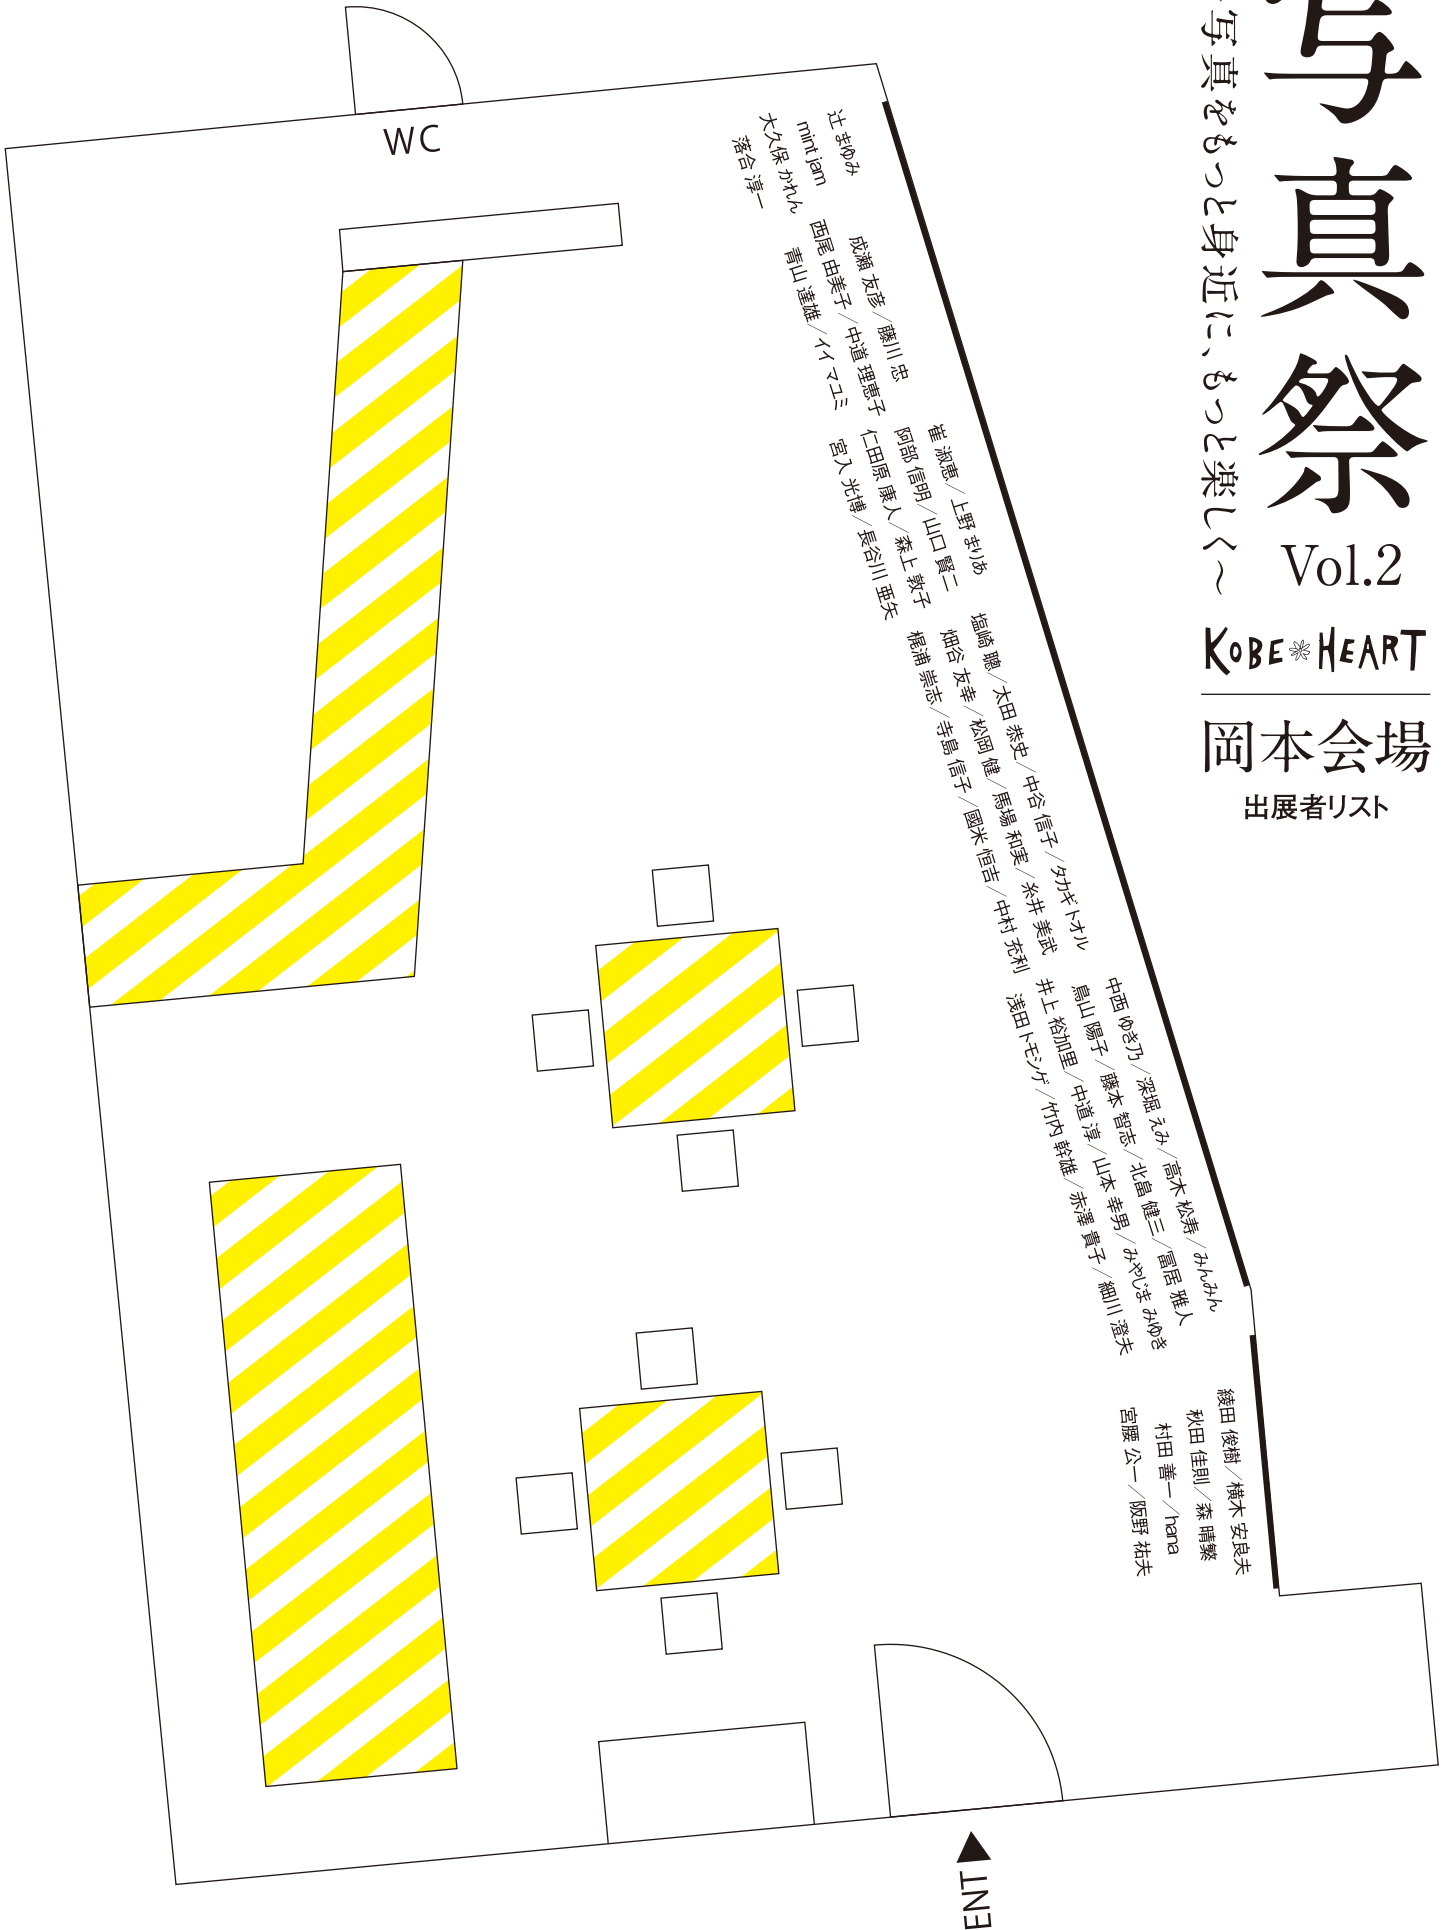 写真祭
写真をもっと身近に、もっと楽しく～
Vol.2
KOBE HEART
岡本会場
出展者リスト
WC
辻 まゆみ
mint jam
大久保 かれん
落合 淳一
成瀬 友彦／藤川 忠
西尾 由美子／中道 理恵子
青山 達雄／イイ マユミ
崔 淑恵／上野 まりあ
阿部 信明／山口 賢二
仁田原 康人／森上 敦子
宮入 光博／長谷川 亜矢
塩崎 聰／太田 恭史／中谷 信子／タカギ トオル
畑谷 友幸／松岡 健／馬場 和実／糸井 美武
梶浦 崇志／寺島 信子／國米 恒吉／中村 充利
中西 ゆき乃／深堀 えみ／高木 松寿／みんみん
鳥山 陽子／藤本 智志／北畠 健三／冨居 雅人
井上 裕加里／中道 淳／山本 幸男／みやじま みゆき
浅田 トモシゲ／竹内 幹雄／赤澤 貴子／細川 澄夫
綾田 俊樹／横木 安良夫
秋田 佳則／森 晴繁
村田 善一／hana
宮腰 公一／阪野 祐夫
ENT